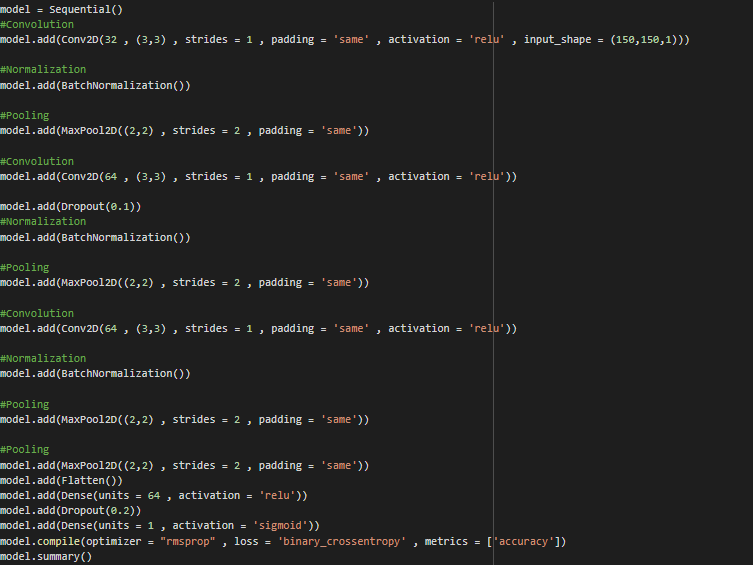 model = Sequential()
#Convolution
model.add(Conv2D(32 , (3,3) , strides = 1 , padding = 'same' , activation = 'relu' , input_shape = (150,150,1)))
#Normalization
model.add(BatchNormalization())
#Pooling
model.add(MaxPool2D((2,2) , strides = 2 , padding = 'same'))
#Convolution
model.add(Conv2D(64 , (3,3) , strides = 1 , padding = 'same' , activation = 'relu'))
model.add(Dropout(0.1))
#Normalization
model.add(BatchNormalization())
#Pooling
model.add(MaxPool2D((2,2) , strides = 2 , padding = 'same'))
#Convolution
model.add(Conv2D(64 , (3,3) , strides = 1 , padding = 'same' , activation = 'relu'))
#Normalization
model.add(BatchNormalization())
#Pooling
model.add(MaxPool2D((2,2) , strides = 2 , padding = 'same'))
#Pooling
model.add(MaxPool2D((2,2) , strides = 2 , padding = 'same'))
model.add(Flatten())
model.add(Dense(units = 64 , activation = 'relu'))
model.add(Dropout(0.2))
model.add(Dense(units = 1 , activation = 'sigmoid'))
model.compile(optimizer = "rmsprop" , loss = 'binary_crossentropy' , metrics = ['accuracy'])
model.summary()